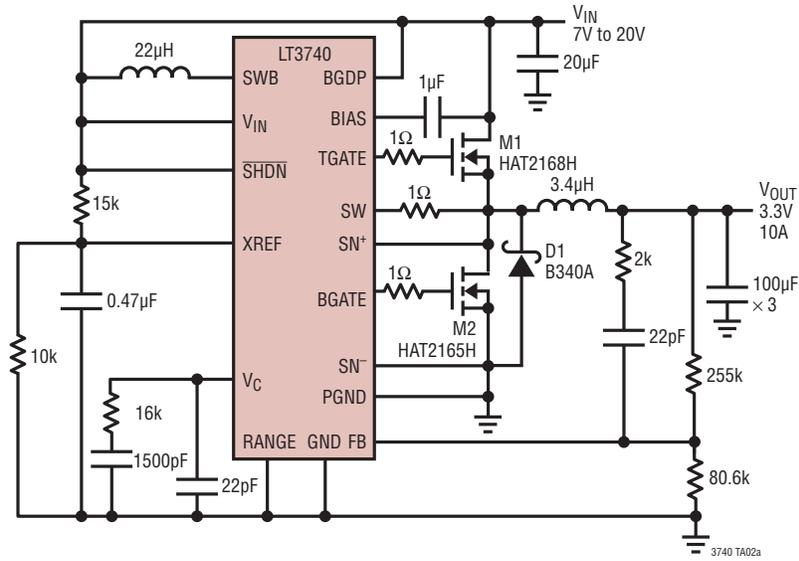 VIN
7V to 20V
LT3740
22µH
20µF
SWB
BGDP
1µF
VIN
BIAS
1Ω
M1
HAT2168H
TGATE
SHDN
3.4µH
1Ω
VOUT
3.3V
10A
15k
SW
XREF
SN+
D1
B340A
2k
1Ω
100µF
× 3
0.47µF
BGATE
M2
HAT2165H
22pF
10k
SN–
255k
VC
PGND
16k
RANGE
GND
FB
1500pF
22pF
80.6k
3740 TA02a